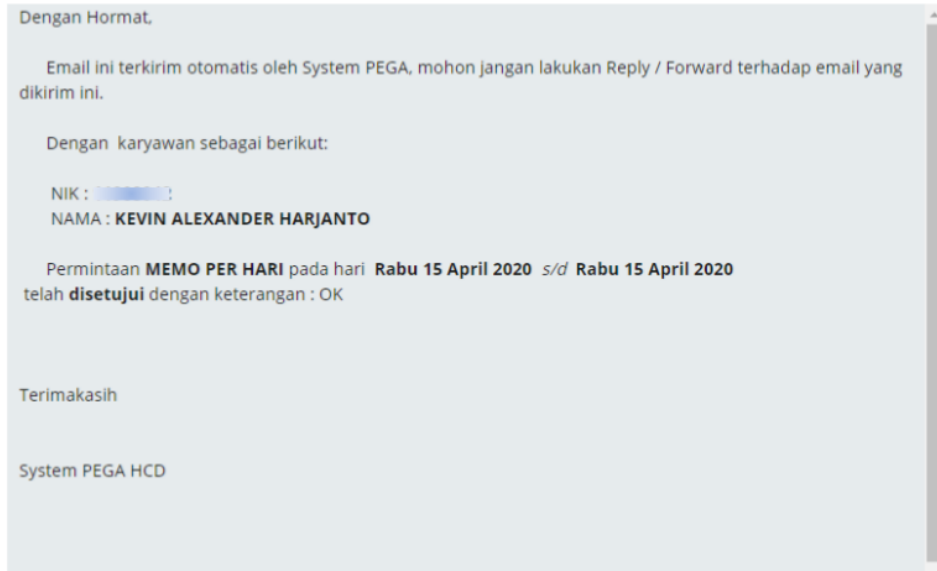 Dengan Hormat,
Email ini terkirim otomatis oleh System PEGA, mohon jangan lakukan Reply / Forward terhadap email yang
dikirim ini.
Dengan karyawan sebagai berikut:
NIK :
NAMA : KEVIN ALEXANDER HARJANTO
Permintaan MEMO PER HARI pada hari Rabu 15 April 2020 s/d Rabu 15 April 2020
telah disetujui dengan keterangan : OK
Terimakasih
System PEGA HCD